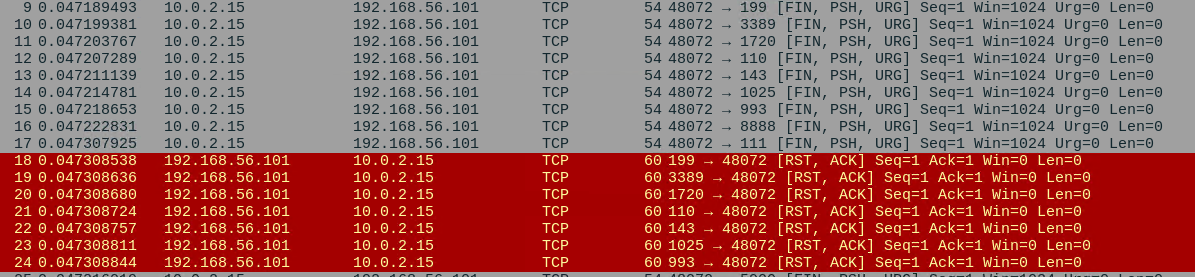 9 0.047189493 10.0.2.15 192.168.56.101 TCP 54 48072 → 199 [FIN, PSH, URG] Seq=1 Win=1024 Urg=0 Len=0
10 0.047199381 10.0.2.15 192.168.56.101 TCP 54 48072 → 3389 [FIN, PSH, URG] Seq=1 Win=1024 Urg=0 Len=0
11 0.047203767 10.0.2.15 192.168.56.101 TCP 54 48072 → 1720 [FIN, PSH, URG] Seq=1 Win=1024 Urg=0 Len=0
12 0.047207289 10.0.2.15 192.168.56.101 TCP 54 48072 → 110 [FIN, PSH, URG] Seq=1 Win=1024 Urg=0 Len=0
13 0.047211139 10.0.2.15 192.168.56.101 TCP 54 48072 → 143 [FIN, PSH, URG] Seq=1 Win=1024 Urg=0 Len=0
14 0.047214781 10.0.2.15 192.168.56.101 TCP 54 48072 → 1025 [FIN, PSH, URG] Seq=1 Win=1024 Urg=0 Len=0
15 0.047218653 10.0.2.15 192.168.56.101 TCP 54 48072 → 993 [FIN, PSH, URG] Seq=1 Win=1024 Urg=0 Len=0
16 0.047222831 10.0.2.15 192.168.56.101 TCP 54 48072 → 8888 [FIN, PSH, URG] Seq=1 Win=1024 Urg=0 Len=0
17 0.047307925 10.0.2.15 192.168.56.101 TCP 54 48072 → 111 [FIN, PSH, URG] Seq=1 Win=1024 Urg=0 Len=0
18 0.047308538 192.168.56.101 10.0.2.15 TCP 60 199 → 48072 [RST, ACK] Seq=1 Ack=1 Win=0 Len=0
19 0.047308636 192.168.56.101 10.0.2.15 TCP 60 3389 → 48072 [RST, ACK] Seq=1 Ack=1 Win=0 Len=0
20 0.047308680 192.168.56.101 10.0.2.15 TCP 60 1720 → 48072 [RST, ACK] Seq=1 Ack=1 Win=0 Len=0
21 0.047308724 192.168.56.101 10.0.2.15 TCP 60 110 → 48072 [RST, ACK] Seq=1 Ack=1 Win=0 Len=0
22 0.047308757 192.168.56.101 10.0.2.15 TCP 60 143 → 48072 [RST, ACK] Seq=1 Ack=1 Win=0 Len=0
23 0.047308811 192.168.56.101 10.0.2.15 TCP 60 1025 → 48072 [RST, ACK] Seq=1 Ack=1 Win=0 Len=0
24 0.047308844 192.168.56.101 10.0.2.15 TCP 60 993 → 48072 [RST, ACK] Seq=1 Ack=1 Win=0 Len=0